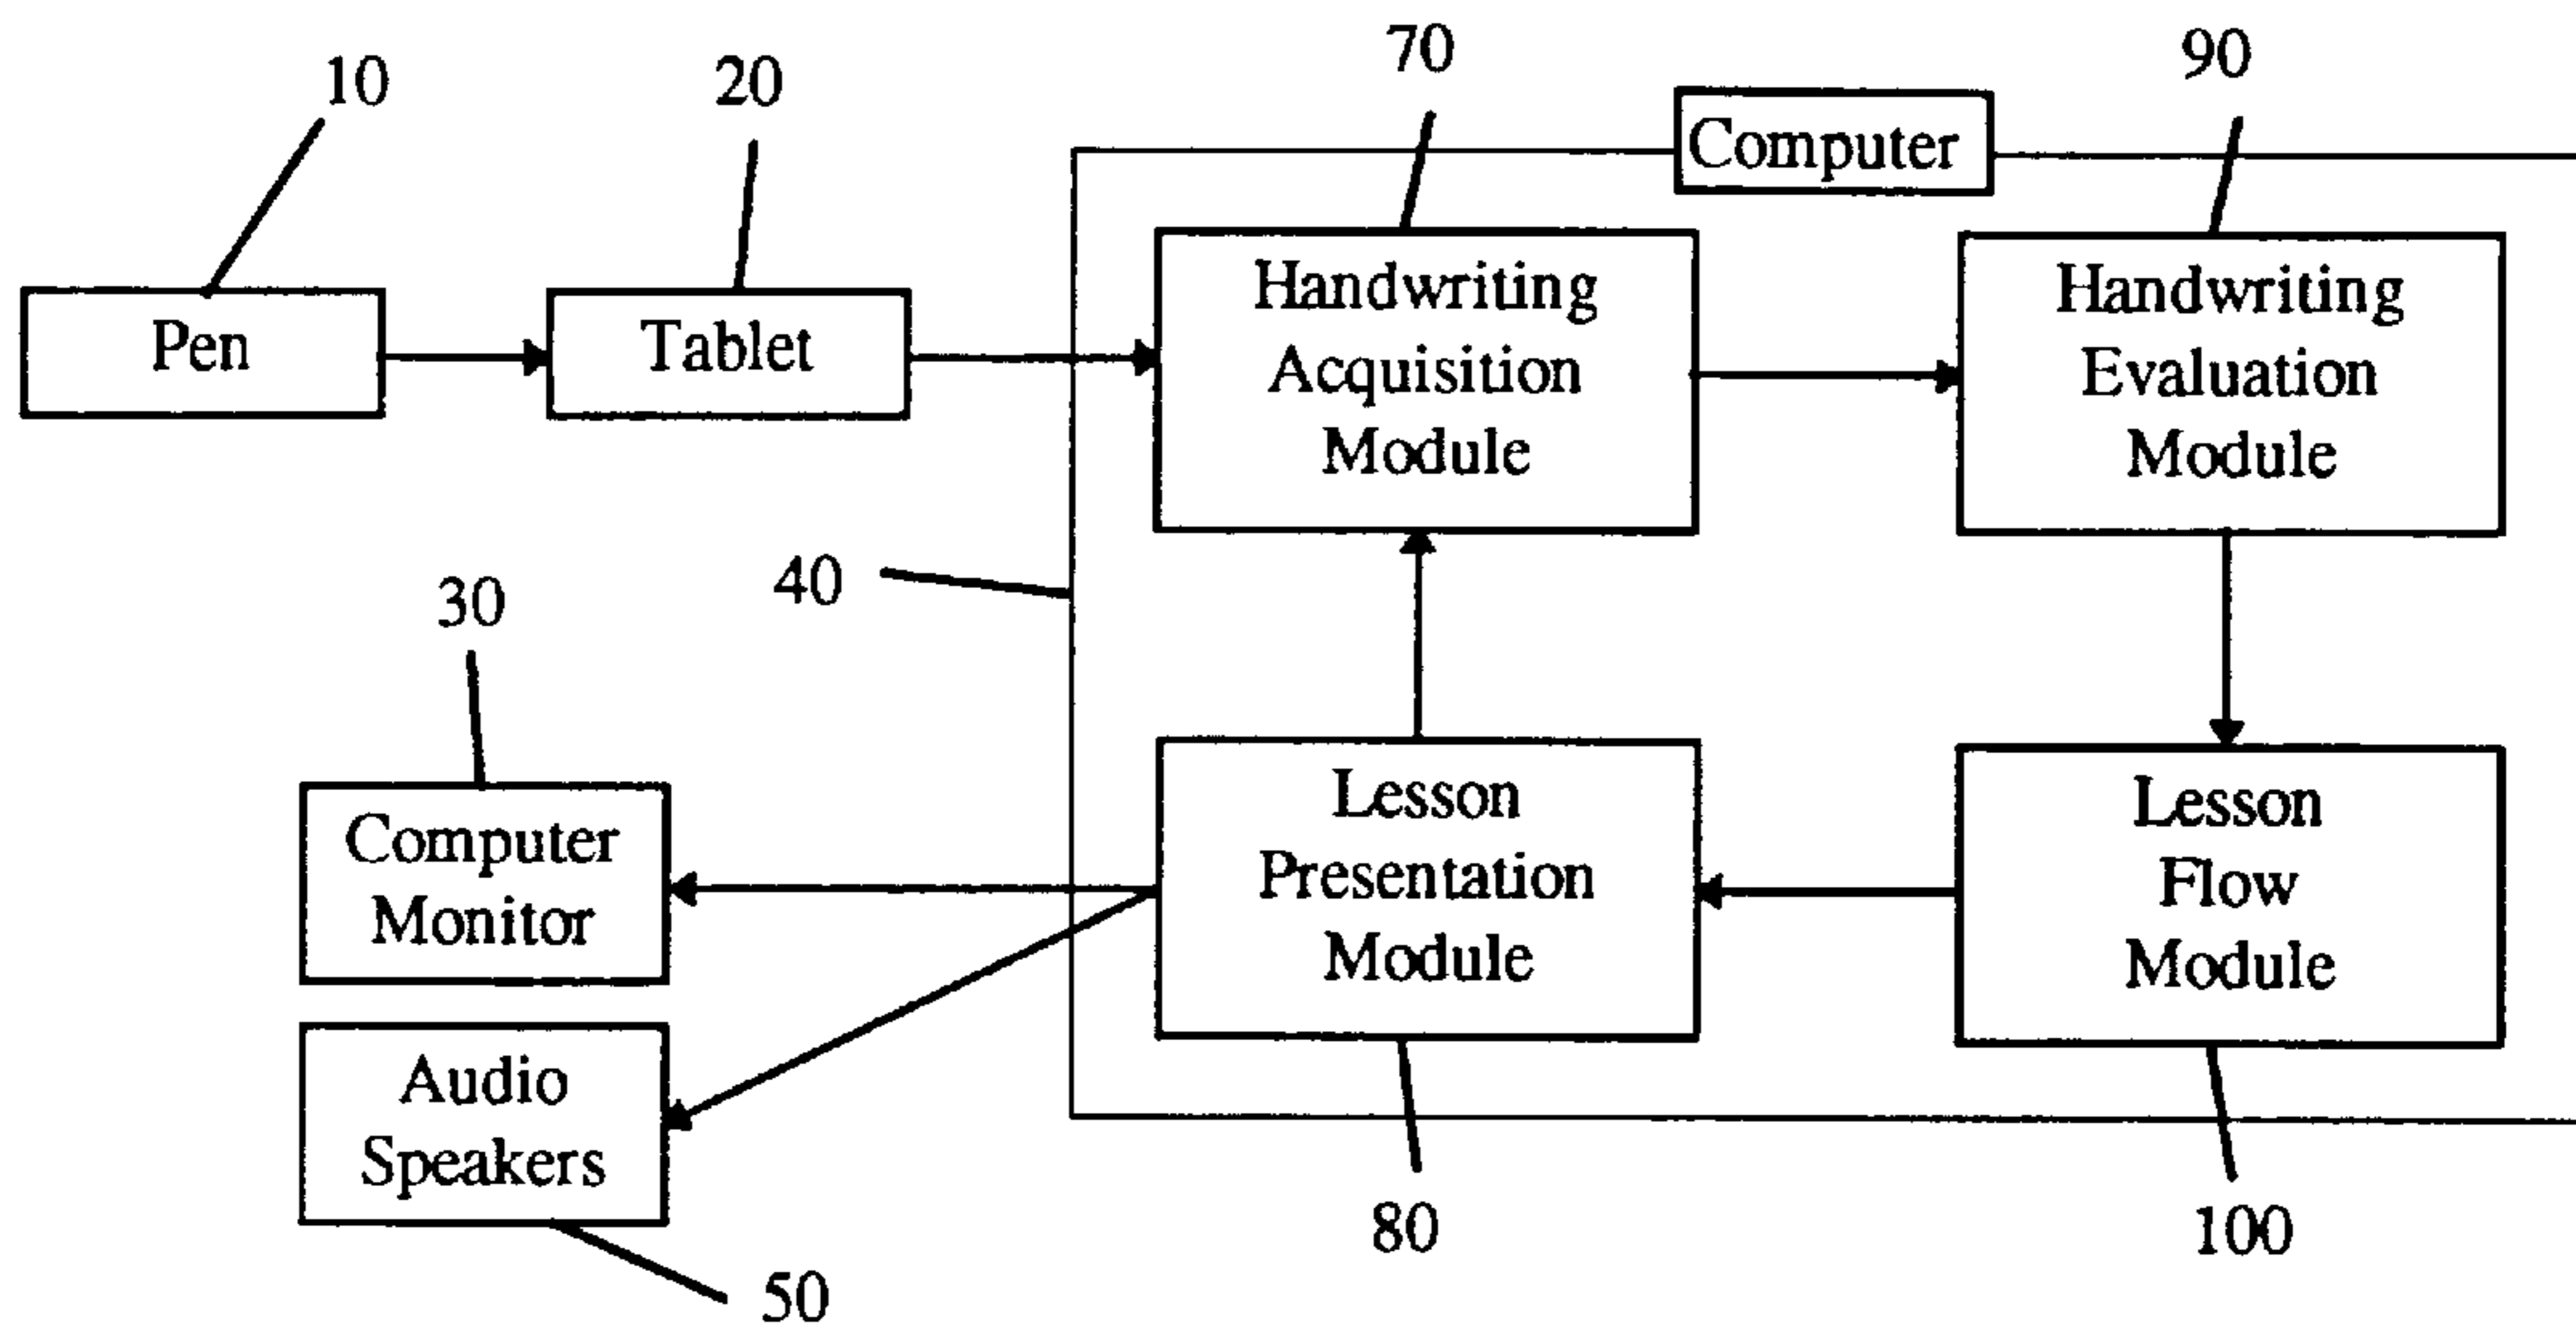 10
20
70
90
Computer
Pen
Tablet
Handwriting
Acquisition
Module
Handwriting
Evaluation
Module
30
40
Computer
Monitor
Lesson
Presentation
Module
Lesson
Flow
Module
Audio
Speakers
50
80
100